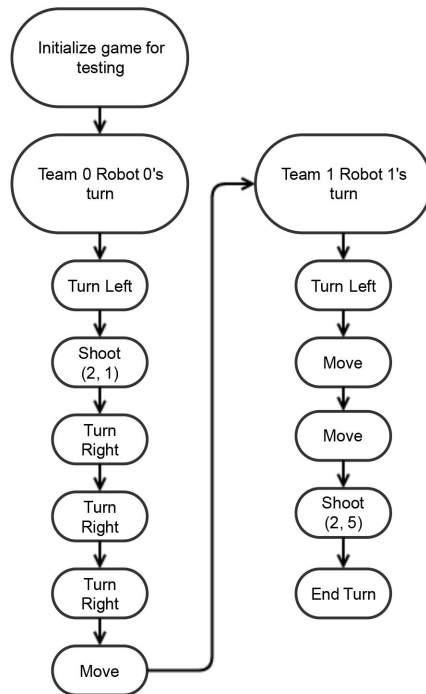 Initialize game for
testing
Team 0 Robot 0's
turn
Turn Left
Shoot
(2, 1)
Turn
Right
Turn
Right
Turn
Right
Move
Team 1 Robot 1's
turn
Turn Left
Move
Move
Shoot
(2, 5)
End Turn